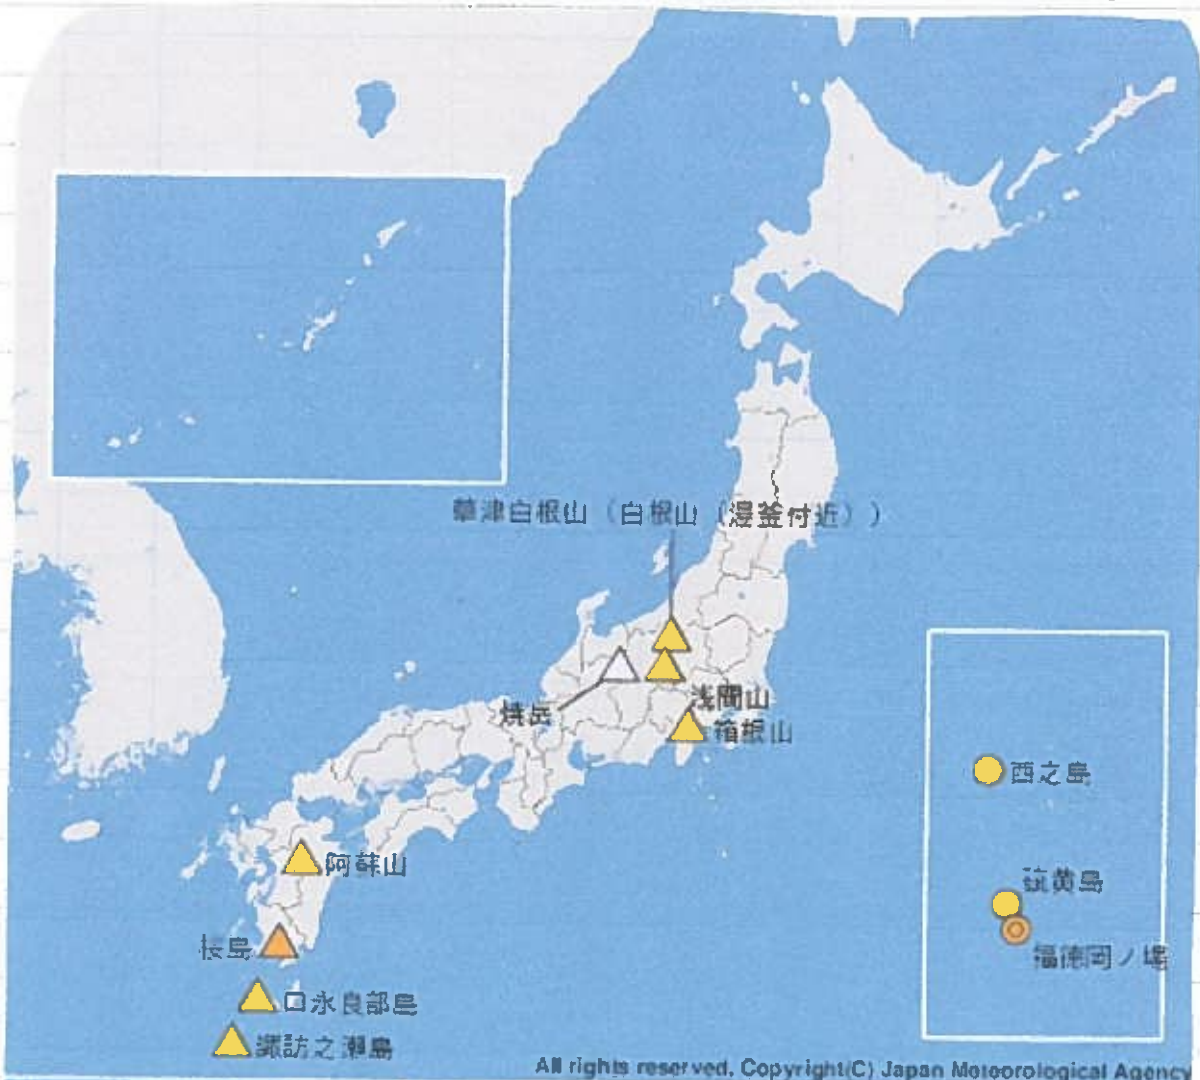 草津白根山（白根山（湯釜付近））
焼岳
浅間山
箱根山
西之島
硫黄島
福徳岡ノ場
阿蘇山
桜島
口永良部島
諏訪之瀬島
All rights reserved. Copyright(C) Japan Meteorological Agency